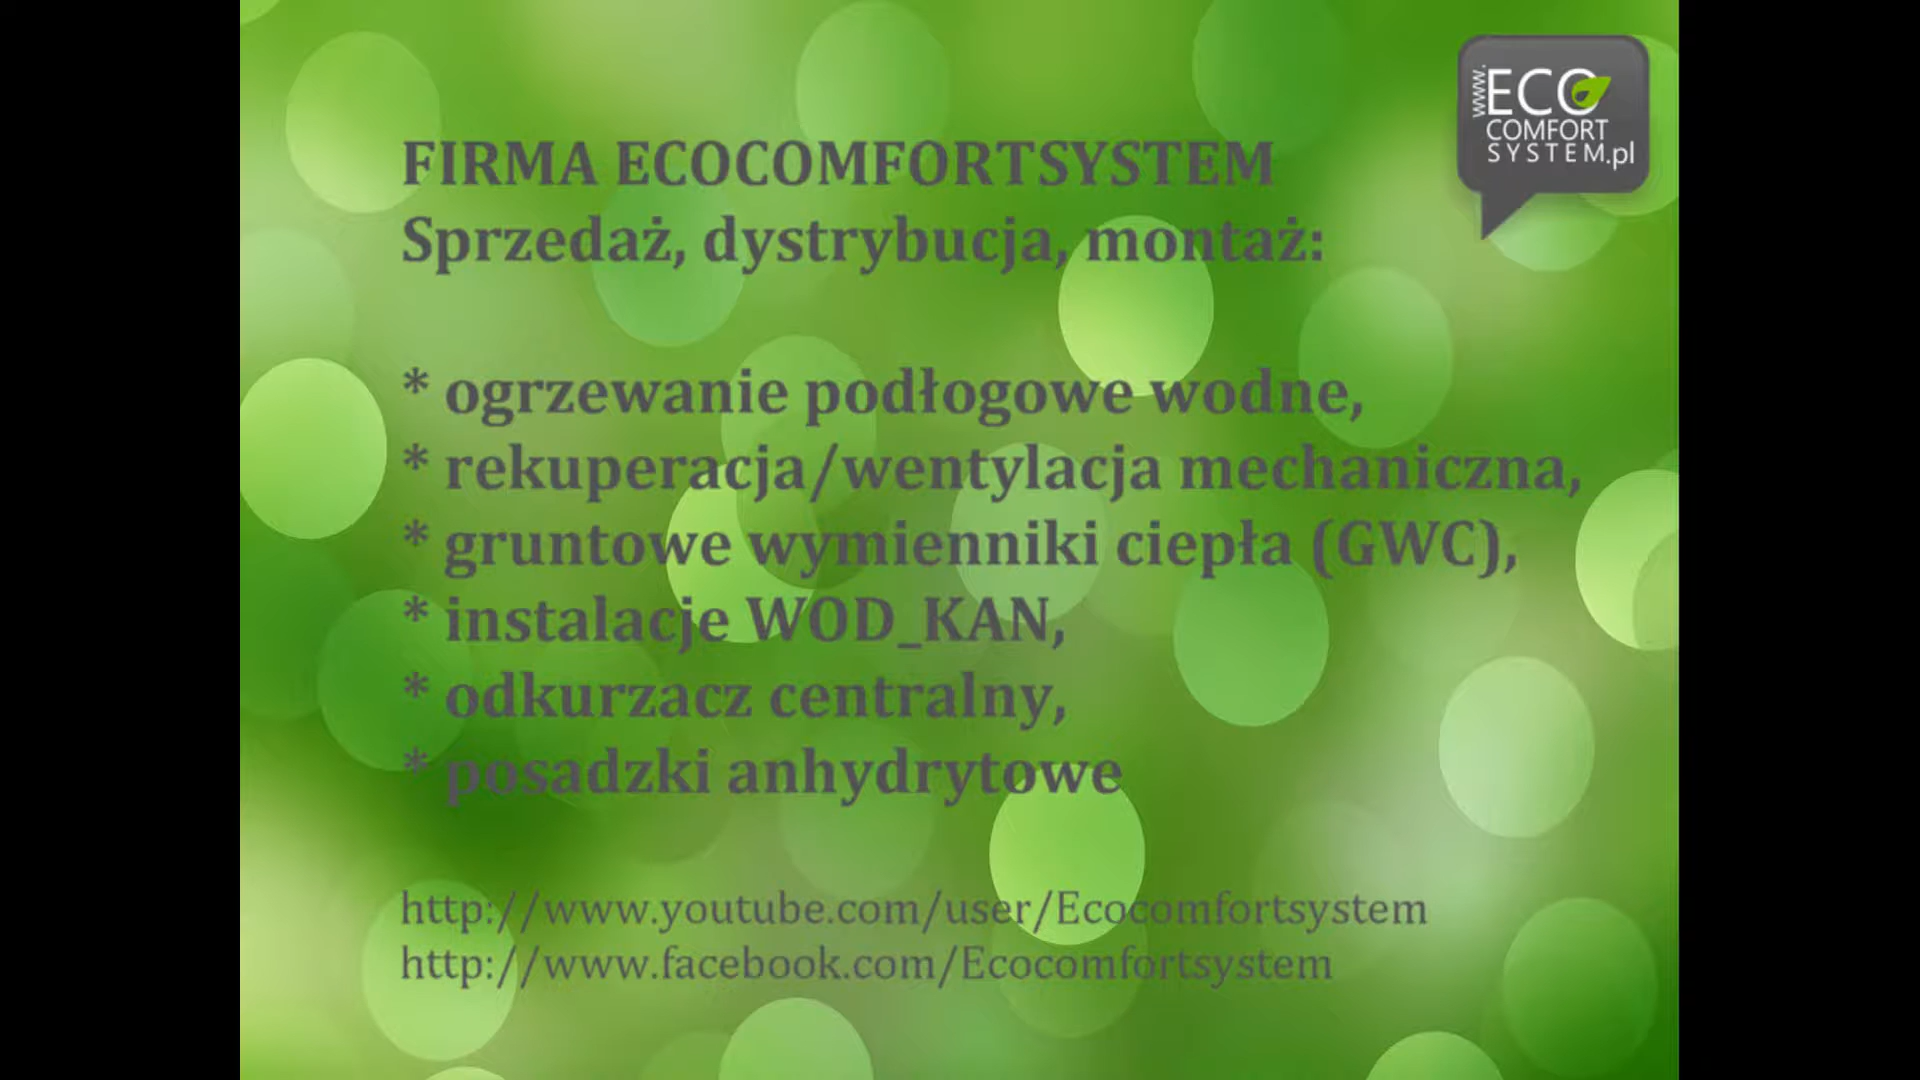 www.ECO
COMFORT
SYSTEM.pl
FIRMA ECOCOMFORTSYSTEM
Sprzedaż, dystrybucja, montaż:
* ogrzewanie podłogowe wodne,
* rekuperacja/wentylacja mechaniczna,
* gruntowe wymienniki ciepła (GWC),
* instalacje WOD_KAN,
* odkurzacz centralny,
* posadzki anhydrytowe
http://www.youtube.com/user/Ecocomfortsystem
http://www.facebook.com/Ecocomfortsystem